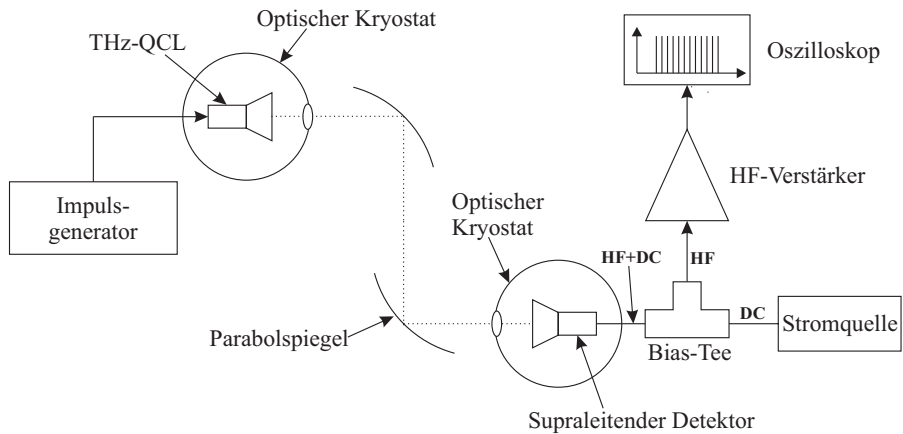 Optischer Kryostat
THz-QCL
Oszilloskop
HF-Verstärker
Impuls-
generator
Optischer
Kryostat
HF+DC
HF
DC
Stromquelle
Parabolspiegel
Bias-Tee
Supraleitender Detektor